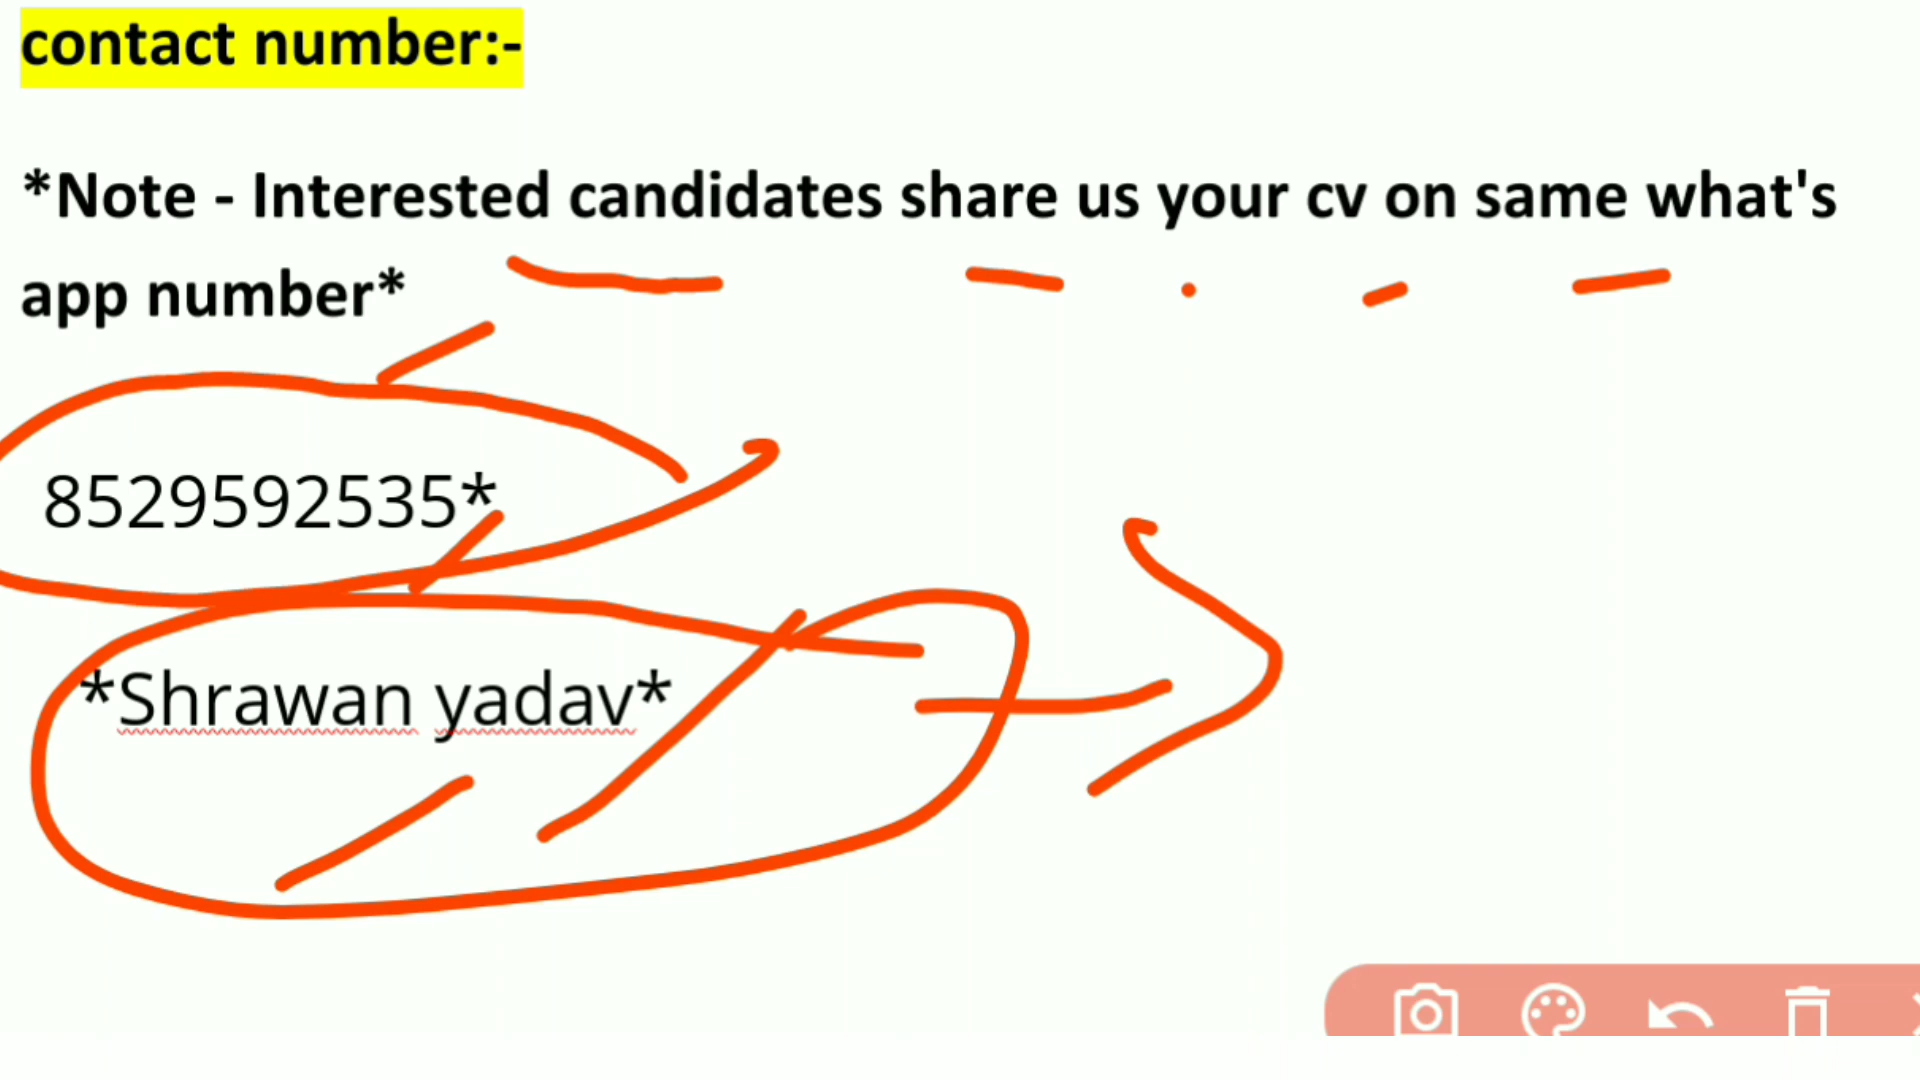 contact number:-
*Note - Interested candidates share us your cv on same what's
app number*
8529592535*
*Shrawan yadav*